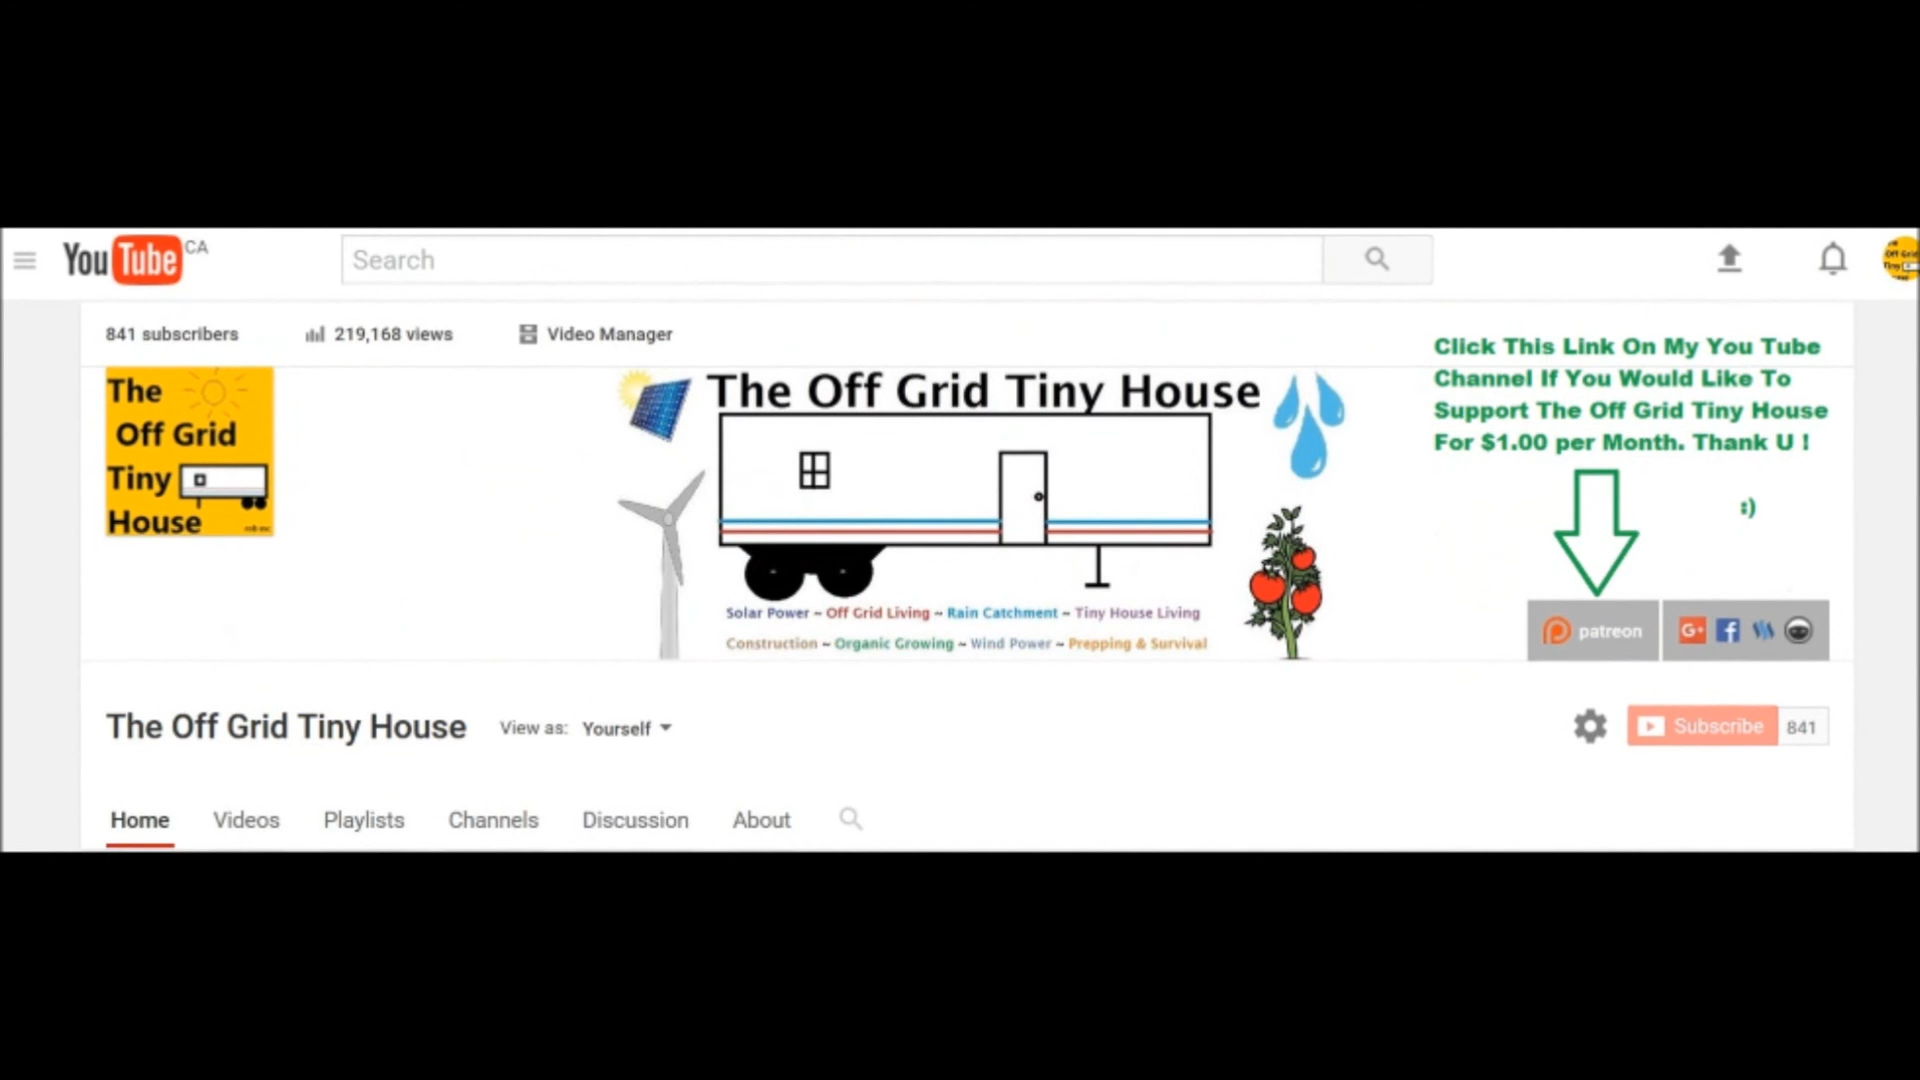 YouTube CA
Search
841 subscribers
219,168 views
Video Manager
Click This Link On My You Tube
Channel If You Would Like To
Support The Off Grid Tiny House
For $1.00 per Month. Thank U !
:)
The
Off Grid
Tiny
House
The Off Grid Tiny House
Solar Power ~ Off Grid Living ~ Rain Catchment ~ Tiny House Living
Construction ~ Organic Growing ~ Wind Power ~ Prepping & Survival
patreon
G+ f
The Off Grid Tiny House
View as: Yourself
Subscribe 841
Home Videos Playlists Channels Discussion About